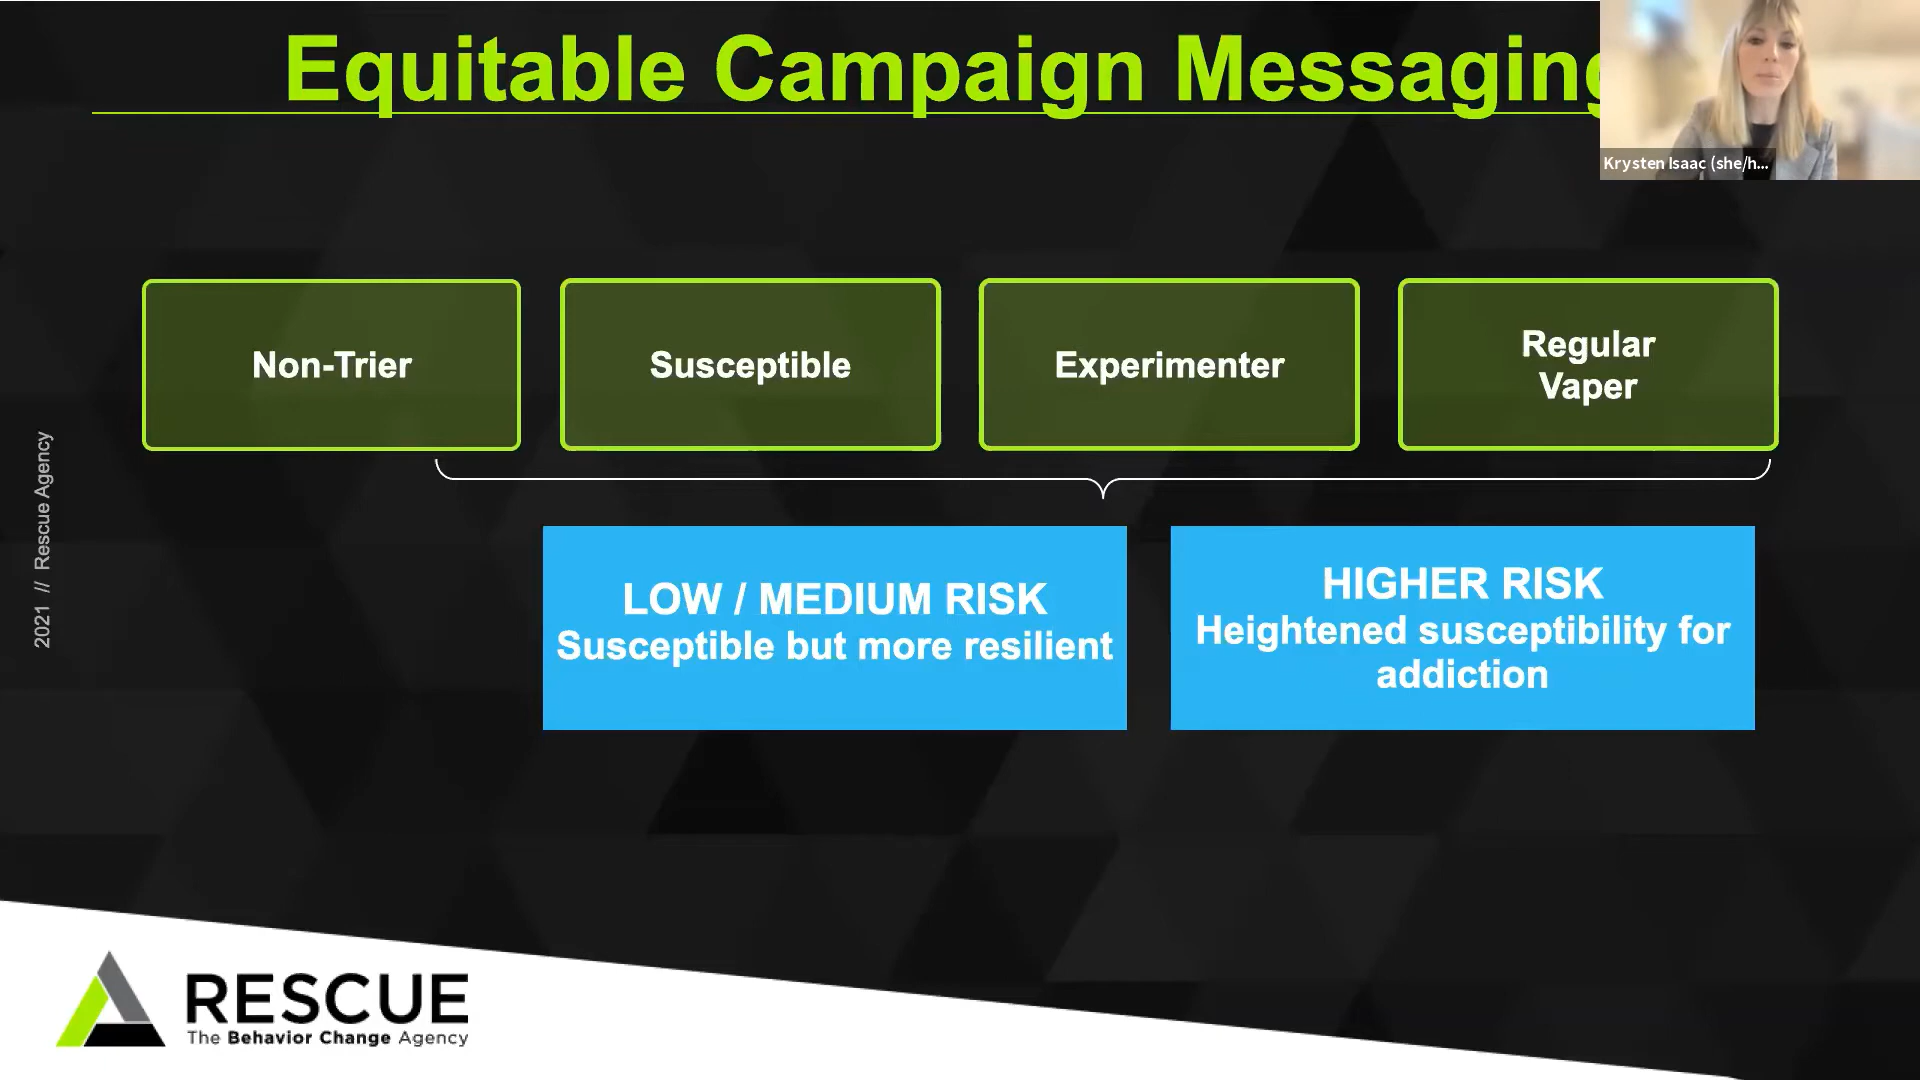 Equitable Campaign Messaging
Krysten Isaac (she/h...
Non-Trier
Susceptible
Experimenter
Regular
Vaper
LOW / MEDIUM RISK
Susceptible but more resilient
HIGHER RISK
Heightened susceptibility for
addiction
2021 // Rescue Agency
RESCUE
The Behavior Change Agency